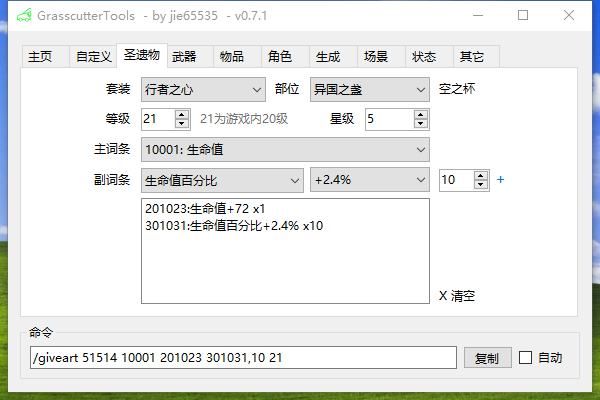 GrasscutterTools - by jie65535 - v0.7.1
主页 自定义 圣遗物 武器 物品 角色 生成 场景 状态 其它
套装 行者之心 部位 异国之盏 空之杯
等级 21 21为游戏内20级 星级 5
主词条 10001: 生命值
副词条 生命值百分比 +2.4% 10 +
201023:生命值+72 x1
301031:生命值百分比+2.4% x10
X 清空
命令
/giveart 51514 10001 201023 301031,10 21 复制 自动